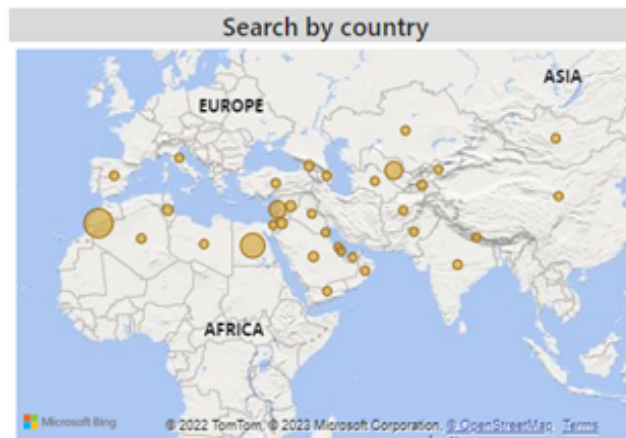 Search by country
ASIA
EUROPE
AFRICA
Microsoft Bing
© 2022 TomTom, © 2023 Microsoft Corporation, © OpenStreetMap Terms